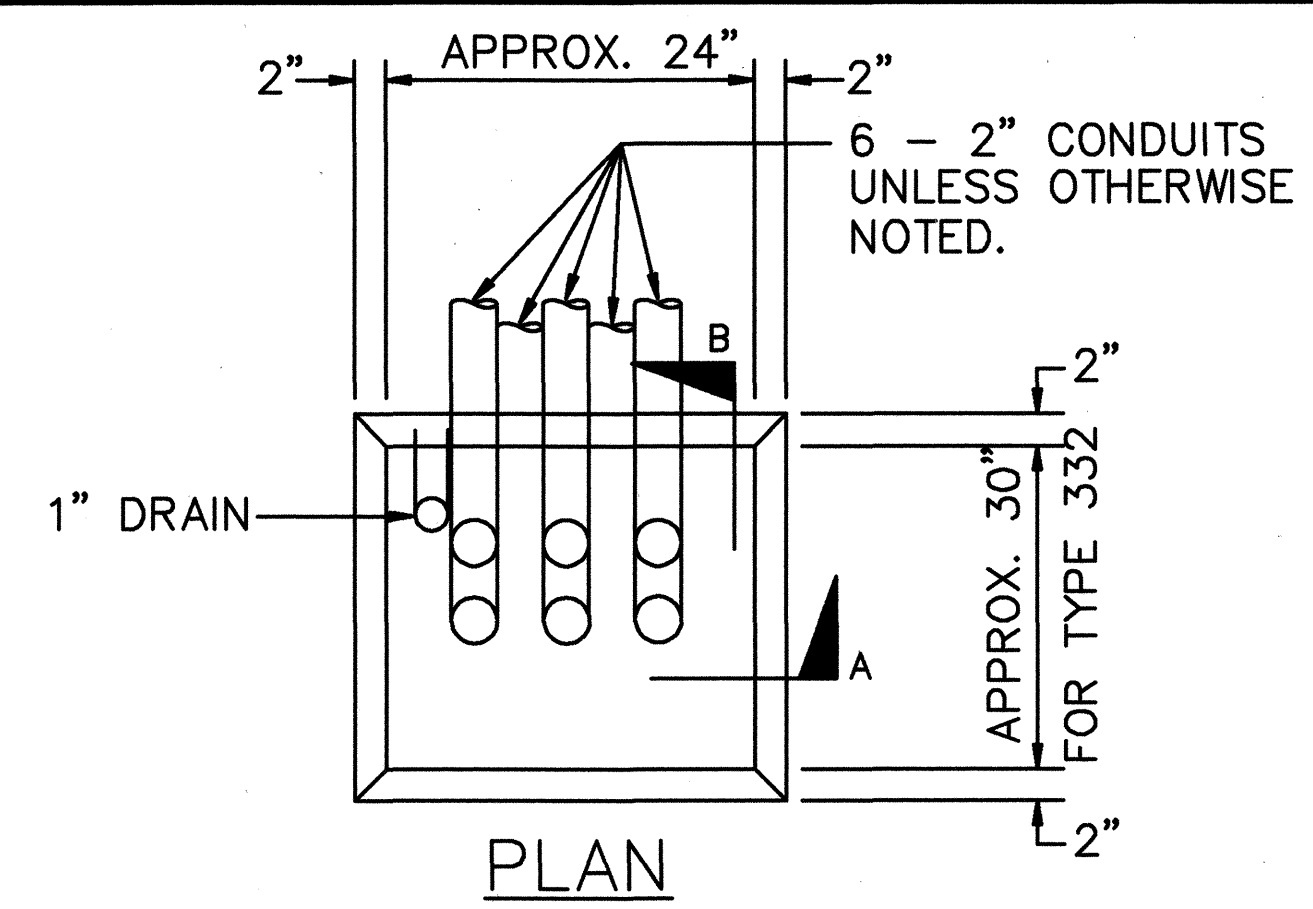 APPROX. 24”
2”
2”
6 – 2” CONDUITS
UNLESS OTHERWISE
NOTED.
B
2”
1” DRAIN
APPROX. 30”
FOR TYPE 332
A
2”
PLAN